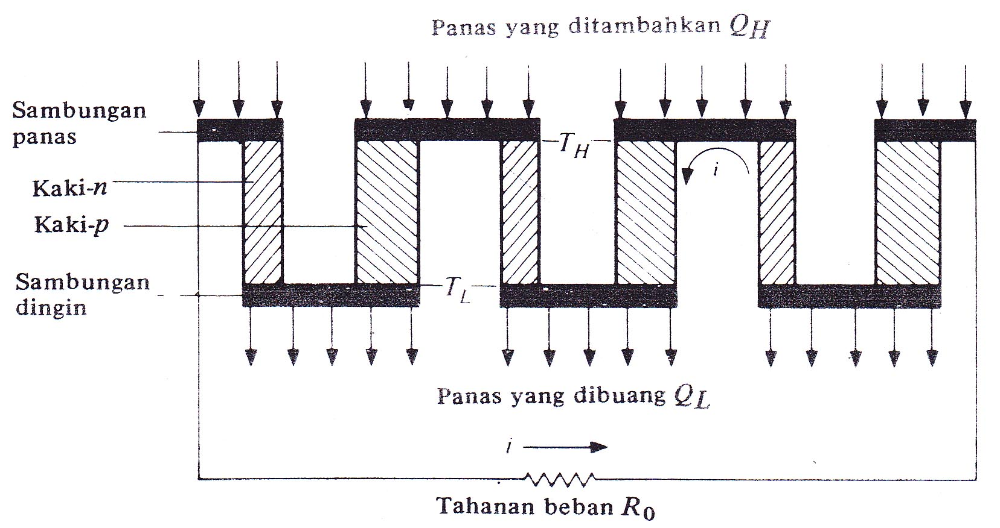 Panas yang ditambahkan QH
Sambungan
panas
TH
i
Kaki-n
Kaki-p
Sambungan
dingin
TL
Panas yang dibuang QL
i
Tahanan beban R0